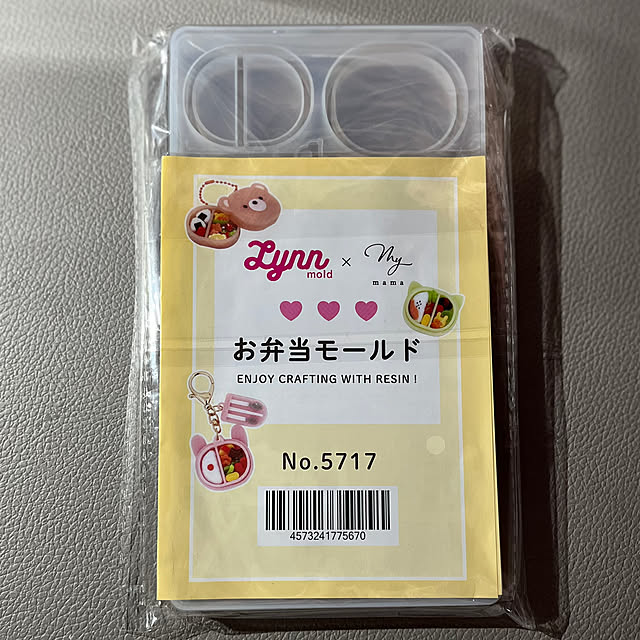 Lynn
mold
×
my
mama
お弁当モールド
ENJOY CRAFTING WITH RESIN !
No.5717
4573241775670